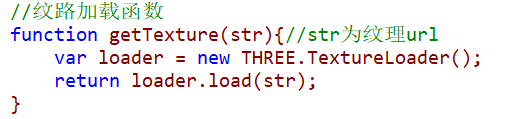 //纹路加载函数
function getTexture(str){//str为纹理url
    var loader = new THREE.TextureLoader();
    return loader.load(str);
}